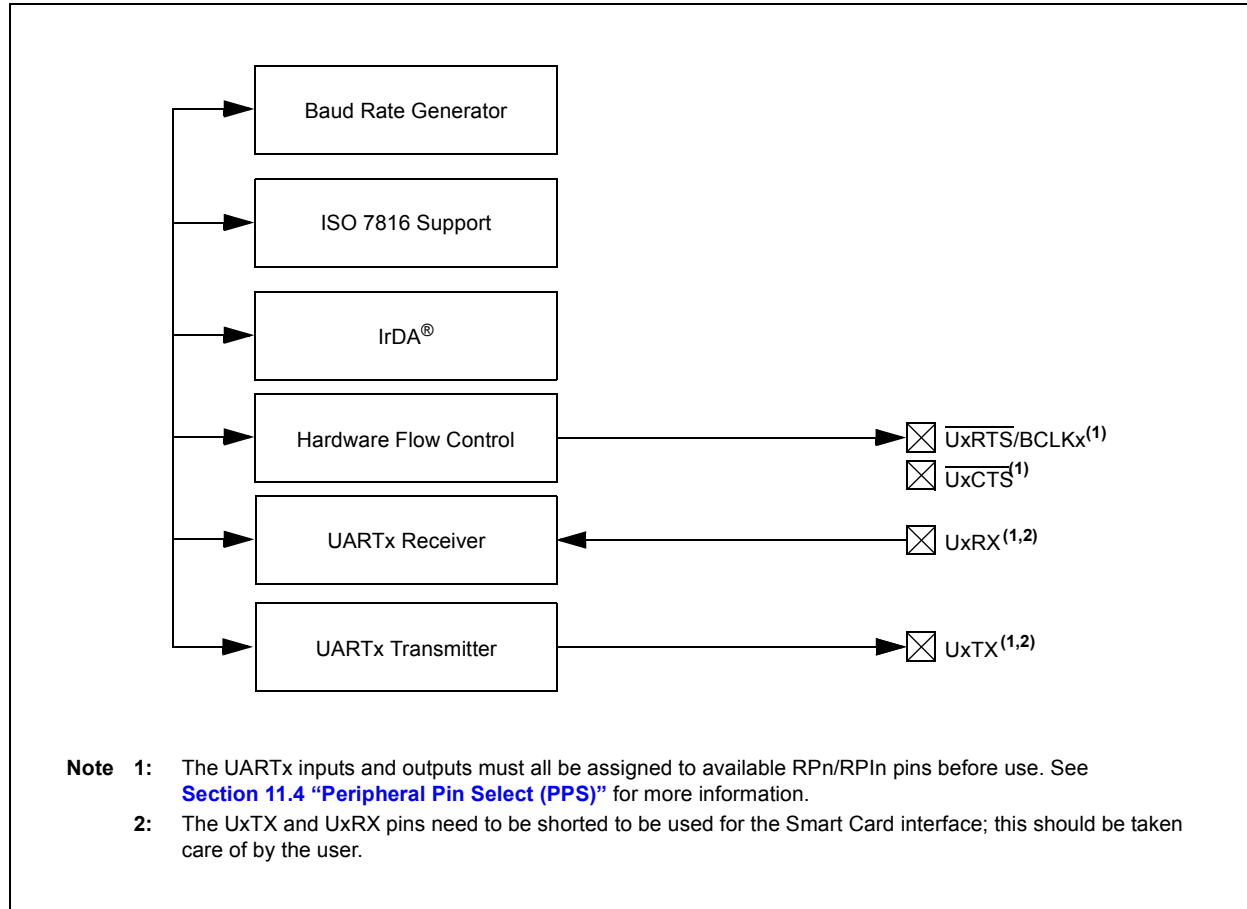 Baud Rate Generator
ISO 7816 Support
IrDA®
Hardware Flow Control
UxRTS/BCLKx(1)
UxCTS(1)
UARTx Receiver
UxRX(1,2)
UARTx Transmitter
UxTX(1,2)
Note 1: The UARTx inputs and outputs must all be assigned to available RPn/RPIn pins before use. See
Section 11.4 “Peripheral Pin Select (PPS)” for more information.
2: The UxTX and UxRX pins need to be shorted to be used for the Smart Card interface; this should be taken
care of by the user.